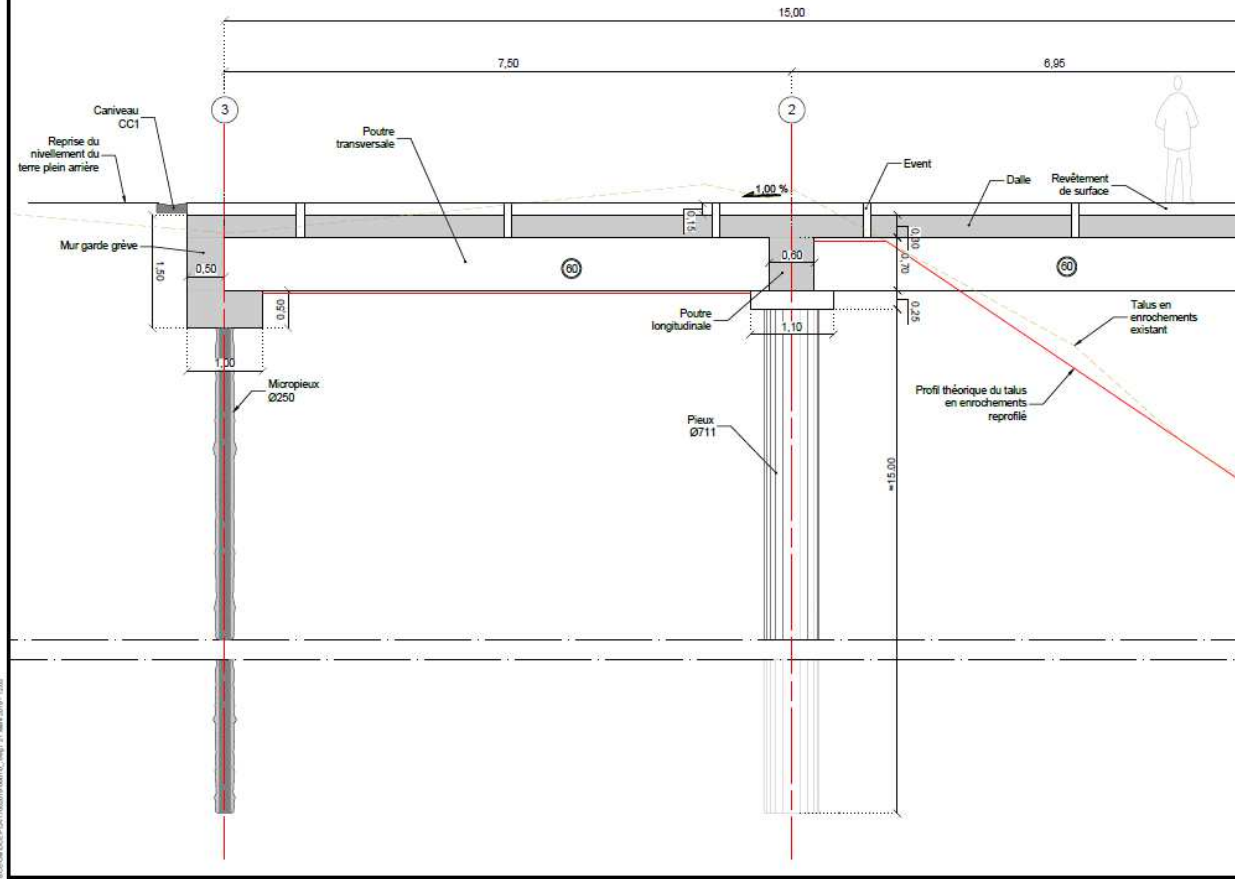 15,00
7,50
6,95
3
2
Caniveau
CC1
Reprise du
nivellement du
terre plein arrière
Poutre
transversale
1,00 %
Event
Dalle
Revêtement
de surface
0,15
0,30
Mur garde grève
1,50
0,50
60
0,60
0,70
60
0,50
Poutre
longitudinale
0,25
1,10
Talus en
enrochements
existant
1,00
Micropieux
Ø250
Profil théorique du talus
en enrochements
reprofilé
Pieux
Ø711
≈15,00